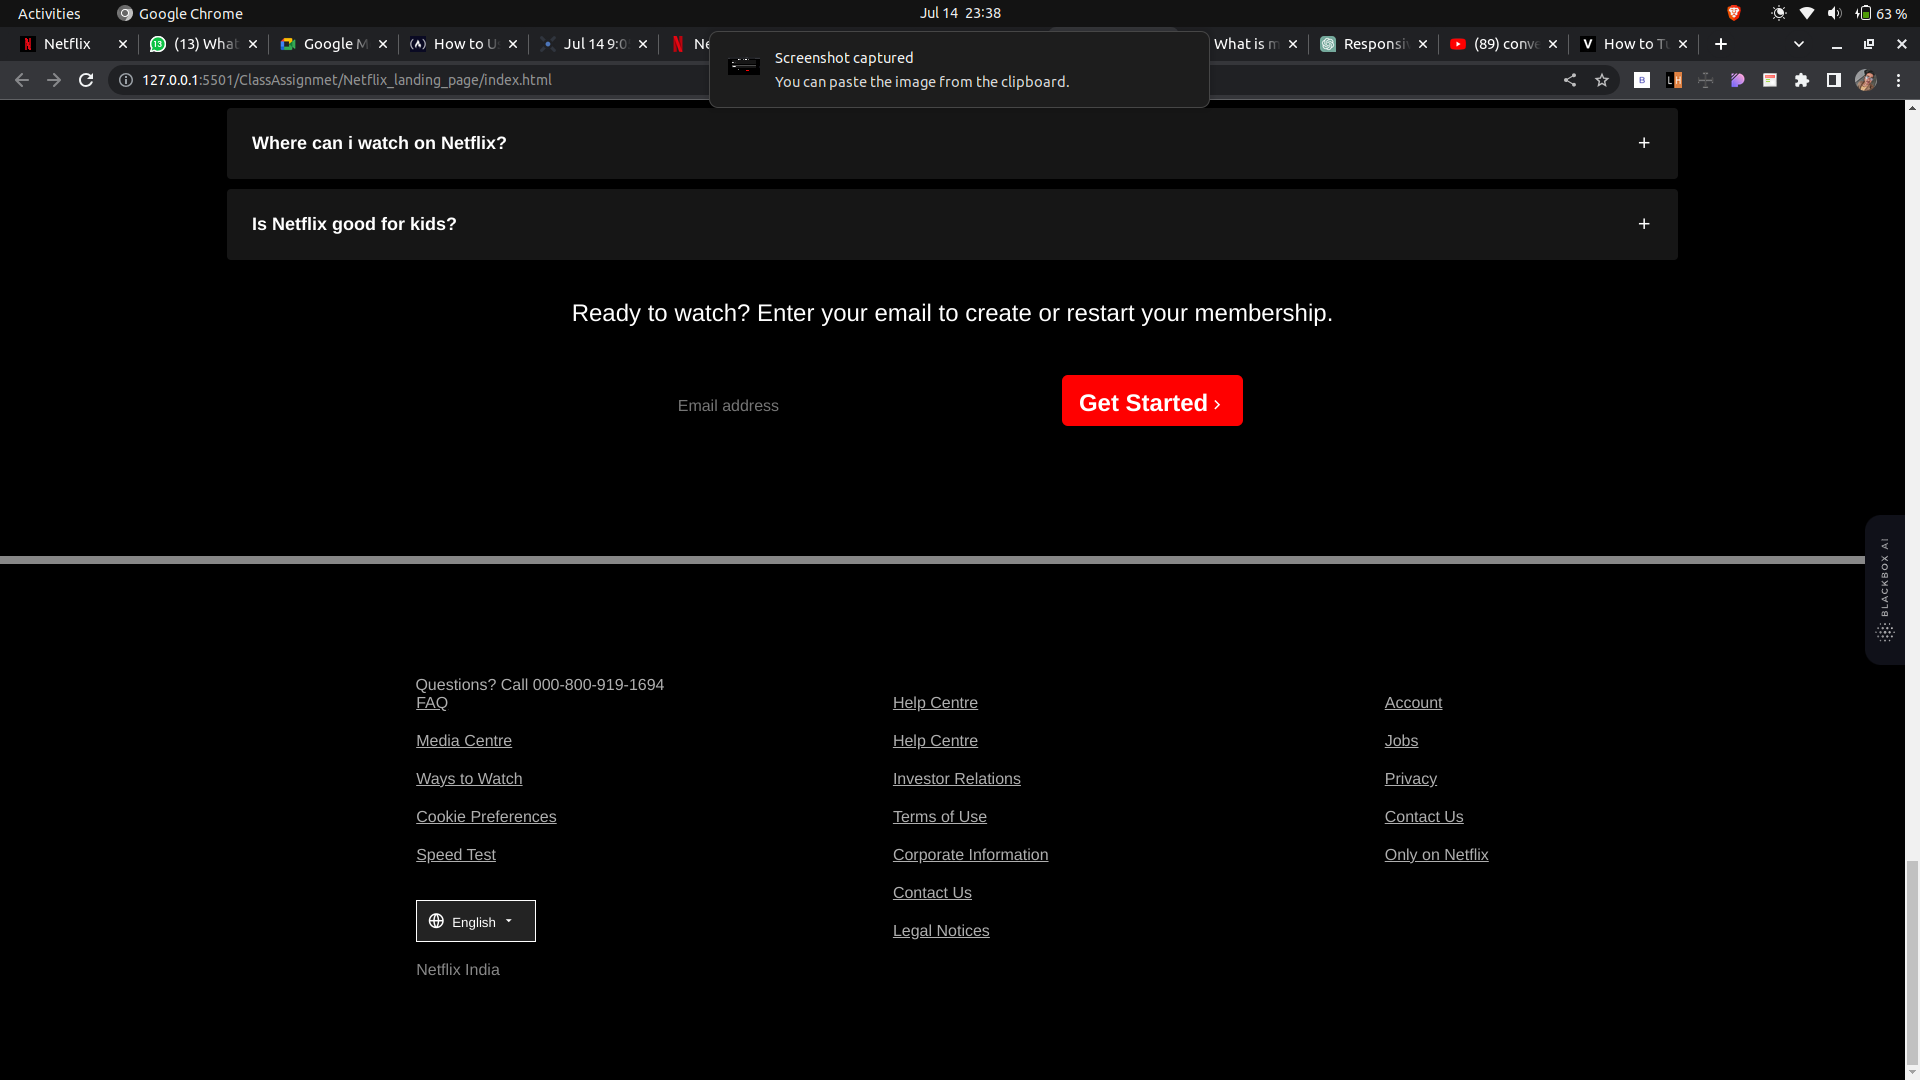 Activities Google Chrome Jul 14 23:38 63 %
Netflix (13) What Google M How to U Jul 14 9:0 Ne What is m Responsiv (89) conve How to Tu
Screenshot captured
127.0.0.1:5501/ClassAssignmet/Netflix_landing_page/index.html You can paste the image from the clipboard.
Where can i watch on Netflix? +
Is Netflix good for kids? +
Ready to watch? Enter your email to create or restart your membership.
Email address Get Started ›
BLACKBOX AI
Questions? Call 000-800-919-1694
FAQ Help Centre Account
Media Centre Help Centre Jobs
Ways to Watch Investor Relations Privacy
Cookie Preferences Terms of Use Contact Us
Speed Test Corporate Information Only on Netflix
Contact Us
English
Legal Notices
Netflix India